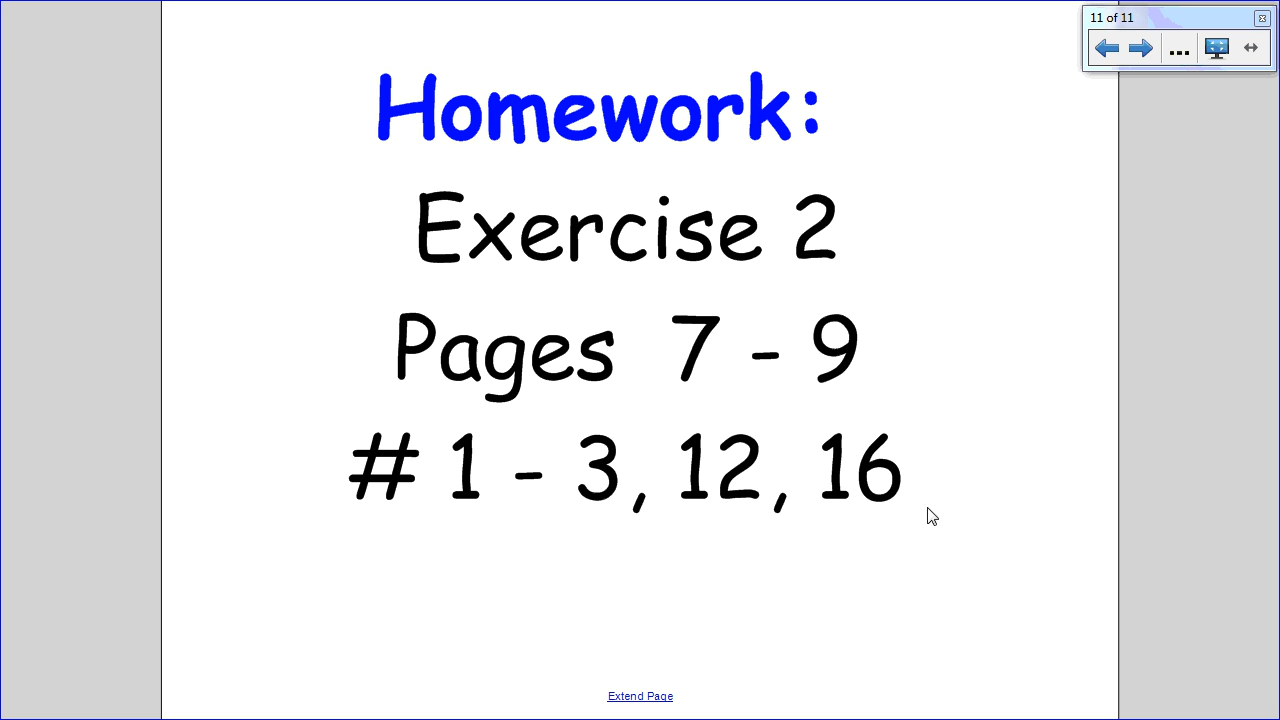 11 of 11
Homework:
Exercise 2
Pages 7 - 9
# 1 - 3, 12, 16
Extend Page